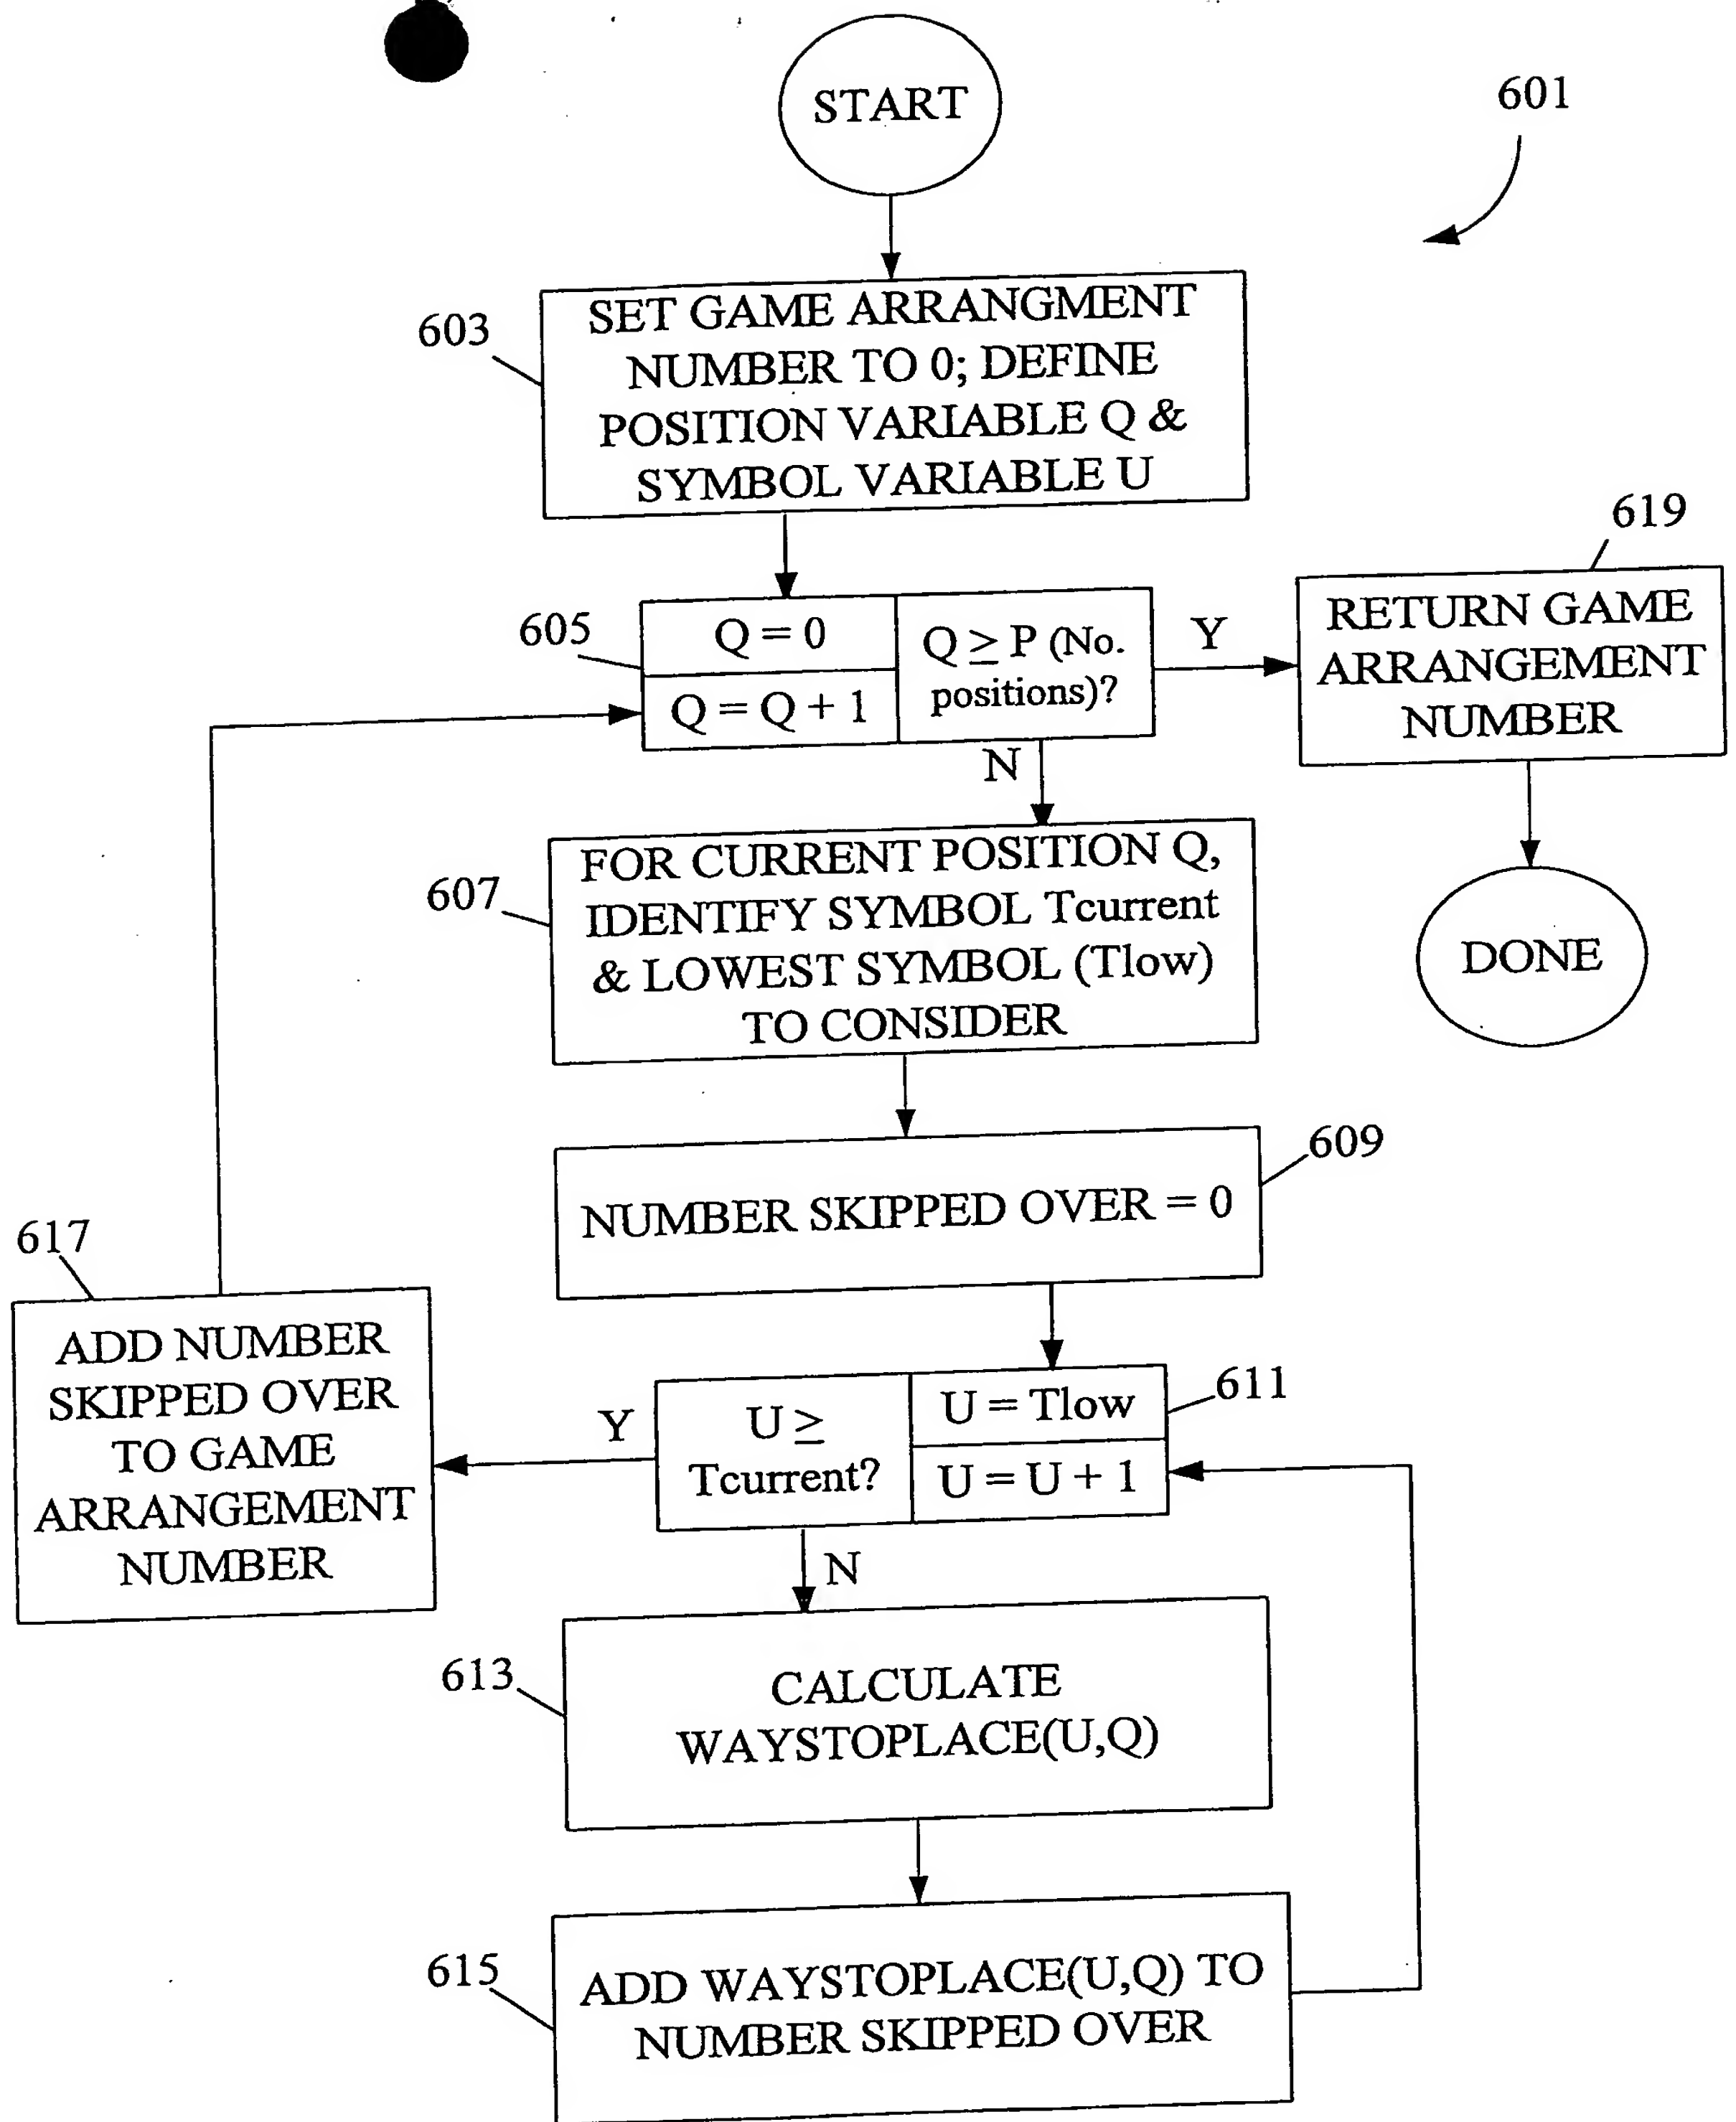 START
601
603
SET GAME ARRANGMENT
NUMBER TO 0; DEFINE
POSITION VARIABLE Q &
SYMBOL VARIABLE U
605
Q = 0
Q = Q + 1
Q ≥ P (No.
positions)?
Y
N
619
RETURN GAME
ARRANGEMENT
NUMBER
DONE
607
FOR CURRENT POSITION Q,
IDENTIFY SYMBOL Tcurrent
& LOWEST SYMBOL (Tlow)
TO CONSIDER
609
NUMBER SKIPPED OVER = 0
611
U = Tlow
U = U + 1
U ≥
Tcurrent?
Y
N
617
ADD NUMBER
SKIPPED OVER
TO GAME
ARRANGEMENT
NUMBER
613
CALCULATE
WAYSTOPLACE(U,Q)
615
ADD WAYSTOPLACE(U,Q) TO
NUMBER SKIPPED OVER